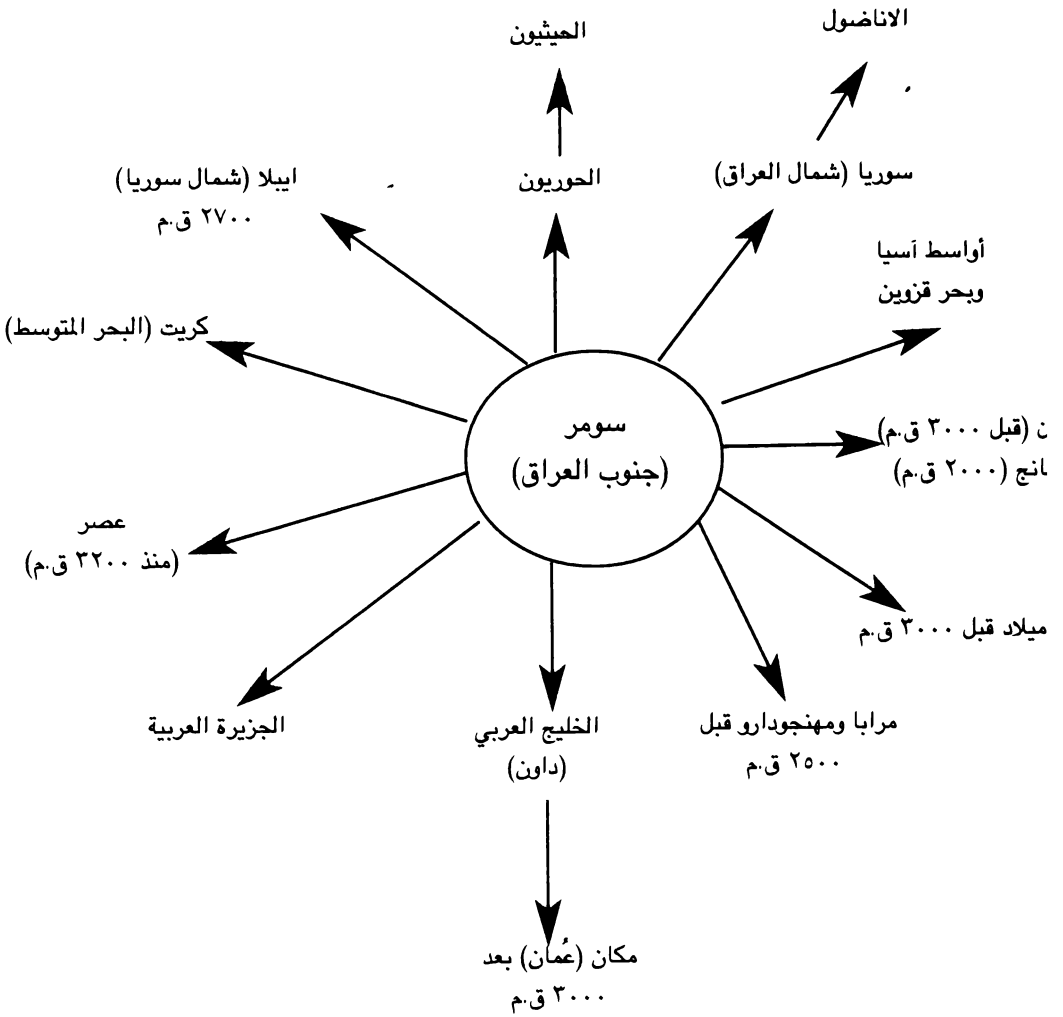 الاناضول
الحيثيون
سوريا (شمال العراق)
الحوريون
ايبلا (شمال سوريا)
٢٧٠٠ ق.م
أواسط آسيا
وبحر قزوين
كريت (البحر المتوسط)
سومر
(جنوب العراق)
(قبل ٣٠٠٠ ق.م)
(٢٠٠٠ ق.م)
عصر
(منذ ٣٢٠٠ ق.م)
ميلاد قبل ٣٠٠٠ ق.م
مرابا ومهنجودارو قبل
٢٥٠٠ ق.م
الخليج العربي
(داون)
الجزيرة العربية
مكان (عُمان) بعد
٣٠٠٠ ق.م